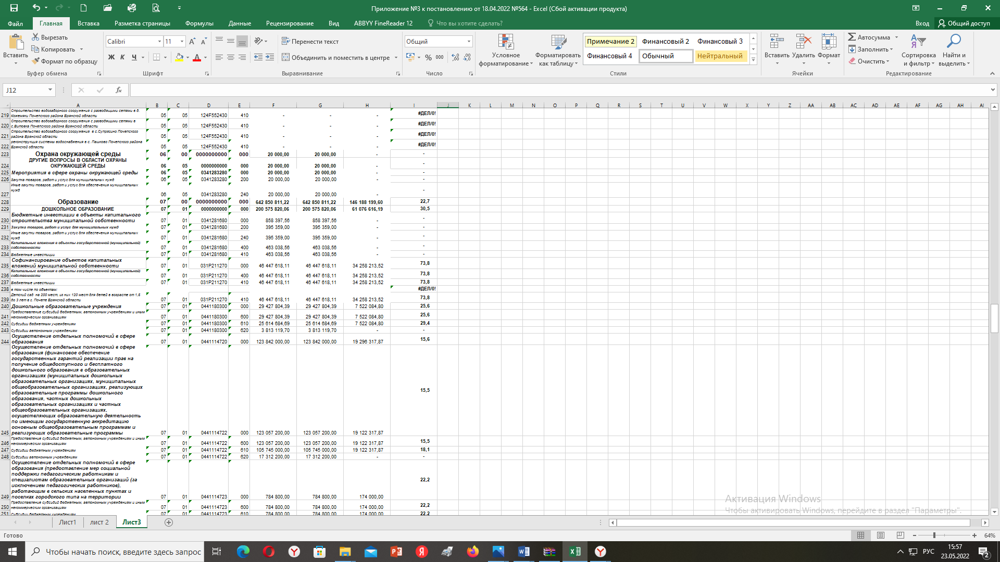 Приложение №3 к постановлению от 18.04.2022 №564 - Excel (Сбой активации продукта)
Файл Главная Вставка Разметка страницы Формулы Данные Рецензирование Вид ABBYY FineReader 12 Что вы хотите сделать? Вход Общий доступ
Вставить
Вырезать
Копировать
Формат по образцу
Буфер обмена
Calibri 11
Ж К Ч
Шрифт
Перенести текст
Объединить и поместить в центре
Выравнивание
Общий
% 000
Число
Условное форматирование
Форматировать как таблицу
Примечание 2 Финансовый 2 Финансовый 3
Финансовый 4 Обычный Нейтральный
Стили
Вставить Удалить Формат
Ячейки
Автосумма
Заполнить
Очистить
Сортировка и фильтр
Найти и выделить
Редактирование
J12 fx
A B C D E F G H I J K L M N O P Q R S T U V W X Y Z AA AB AC AD AE AF AG AH AI
Строительство водозаборного сооружения с разводящими сетями в д.
219 Кожемяки Почепского района Брянской области 05 05 124F552430 410 - - - #ДЕЛ/0!
Строительство водозаборного сооружения с разводящими сетями в
220 с.Витовка Почепского района Брянской области 05 05 124F552430 410 - - - #ДЕЛ/0!
Строительство водозаборного сооружения в с.Супрягино Почепского
221 района Брянской области 05 05 124F552430 410 - - - #ДЕЛ/0!
реконструкция системы водоснабжения в с. Пашково Почепского района
222 Брянской области 05 05 124F552430 410 - - - #ДЕЛ/0!
223 Охрана окружающей среды 06 00 0000000000 000 20 000,00 20 000,00 - -
ДРУГИЕ ВОПРОСЫ В ОБЛАСТИ ОХРАНЫ
224 ОКРУЖАЮЩЕЙ СРЕДЫ 06 05 0000000000 000 20 000,00 20 000,00 - -
225 Мероприятия в сфере охраны окружающей среды 06 05 0341283280 000 20 000,00 20 000,00 - -
226 Закупка товаров, работ и услуг для муниципальных нужд 06 05 0341283280 200 20 000,00 20 000,00 - -
Иные закупки товаров, работ и услуг для обеспечения муниципальных
нужд
227 06 05 0341283280 240 20 000,00 20 000,00 - -
228 Образование 07 00 0000000000 000 642 850 811,22 642 850 811,22 146 188 199,60 22,7
229 ДОШКОЛЬНОЕ ОБРАЗОВАНИЕ 07 01 0000000000 000 200 575 820,06 200 575 820,06 61 076 616,19 30,5
Бюджетные инвестиции в объекты капитального
230 строительства муниципальной собственности 07 01 0341281680 000 858 397,56 858 397,56 - -
231 Закупка товаров, работ и услуг для муниципальных нужд 07 01 0341281680 200 395 359,00 395 359,00 - -
Иные закупки товаров, работ и услуг для обеспечения муниципальных
232 нужд 07 01 0341281680 240 395 359,00 395 359,00 - -
Капитальные вложения в объекты государственной (муниципальной)
233 собственности 07 01 0341281680 400 463 038,56 463 038,56 - -
234 Бюджетные инвестиции 07 01 0341281680 410 463 038,56 463 038,56 - -
Софинансирование объектов капитальных
235 вложений муниципальной собственности 07 01 031P211270 000 46 447 618,11 46 447 618,11 34 258 213,52 73,8
Капитальные вложения в объекты государственной (муниципальной)
236 собственности 07 01 031P211270 400 46 447 618,11 46 447 618,11 34 258 213,52 73,8
237 Бюджетные инвестиции 07 01 031P211270 410 46 447 618,11 46 447 618,11 34 258 213,52 73,8
238 в том числе по объектам: #ДЕЛ/0!
Детский сад на 200 мест, из них 120 мест для детей в возрасте от 1,5
239 до 3 лет в г. Почепе Брянской области 07 01 031P211270 410 46 447 618,11 46 447 618,11 34 258 213,52 73,8
240 Дошкольные образовательные учреждения 07 01 0441180300 000 29 427 804,39 29 427 804,39 7 522 084,80 25,6
Предоставление субсидий бюджетным, автономным учреждениям и иным
241 некоммерческим организациям 07 01 0441180300 600 29 427 804,39 29 427 804,39 7 522 084,80 25,6
242 Субсидии бюджетным учреждениям 07 01 0441180300 610 25 614 684,69 25 614 684,69 7 522 084,80 29,4
243 Субсидии автономным учреждениям 07 01 0441180300 620 3 813 119,70 3 813 119,70 - -
Осуществление отдельных полномочий в сфере
244 образования 07 01 0441114720 000 123 842 000,00 123 842 000,00 19 296 317,87 15,6
Осуществление отдельных полномочий в сфере
образования (финансовое обеспечение
государственных гарантий реализации прав на
получение общедоступного и бесплатного
дошкольного образования в образовательных
организациях (муниципальных дошкольных
образовательных организациях, муниципальных
общеобразовательных организациях, реализующих
образовательные программы дошкольного
образования, частных дошкольных
образовательных организациях и частных
общеобразовательных организациях,
осуществляющих образовательную деятельность
по имеющим государственную аккредитацию
основным общеобразовательным программам и
245 реализующих образовательные программы 07 01 0441114722 000 123 057 200,00 123 057 200,00 19 122 317,87 15,5
Предоставление субсидий бюджетным, автономным учреждениям и иным
246 некоммерческим организациям 07 01 0441114722 600 123 057 200,00 123 057 200,00 19 122 317,87 15,5
247 Субсидии бюджетным учреждениям 07 01 0441114722 610 105 745 000,00 105 745 000,00 19 122 317,87 18,1
248 Субсидии автономным учреждениям 07 01 0441114722 620 17 312 200,00 17 312 200,00 - -
Осуществление отдельных полномочий в сфере
образования (предоставление мер социальной
поддержки педагогическим работникам и
специалистам образовательных организаций (за
исключением педагогических работников),
работающим в сельских населенных пунктах и
249 поселках городского типа на территории 07 01 0441114723 000 784 800,00 784 800,00 174 000,00 22,2
Предоставление субсидий бюджетным, автономным учреждениям и иным
250 некоммерческим организациям 07 01 0441114723 600 784 800,00 784 800,00 174 000,00 22,2
251 Субсидии бюджетным учреждениям 07 01 0441114723 610 784 800,00 784 800,00 174 000,00 22,2
Активация Windows
Чтобы активировать Windows, перейдите в раздел "Параметры".
Лист1 лист 2 Лист3
Готово 64%
Чтобы начать поиск, введите здесь запрос
РУС 15:57
23.05.2022 2